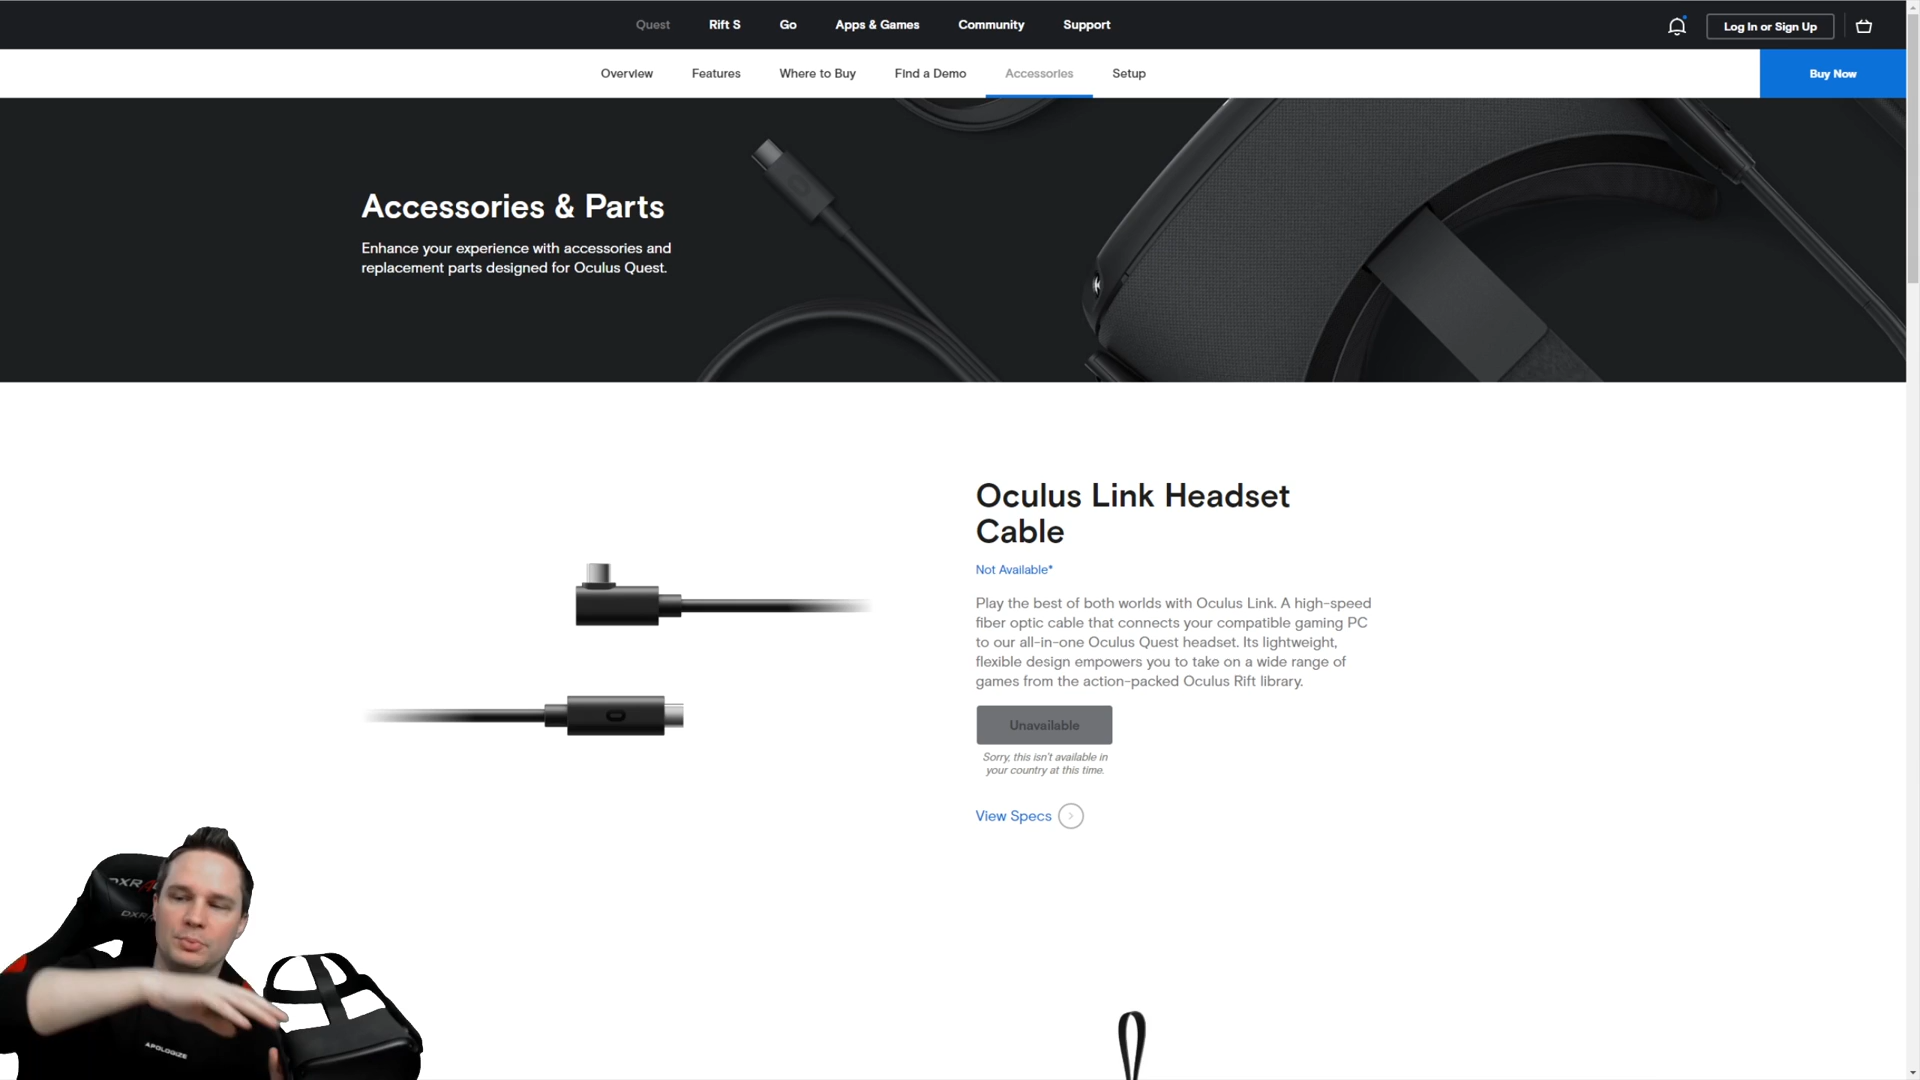 Quest Rift S Go Apps & Games Community Support Log In or Sign Up
Overview Features Where to Buy Find a Demo Accessories Setup Buy Now
Accessories & Parts
Enhance your experience with accessories and
replacement parts designed for Oculus Quest.
Oculus Link Headset
Cable
Not Available*
Play the best of both worlds with Oculus Link. A high-speed
fiber optic cable that connects your compatible gaming PC
to our all-in-one Oculus Quest headset. Its lightweight,
flexible design empowers you to take on a wide range of
games from the action-packed Oculus Rift library.
Unavailable
Sorry, this isn't available in
your country at this time.
View Specs
APOLOGIZE